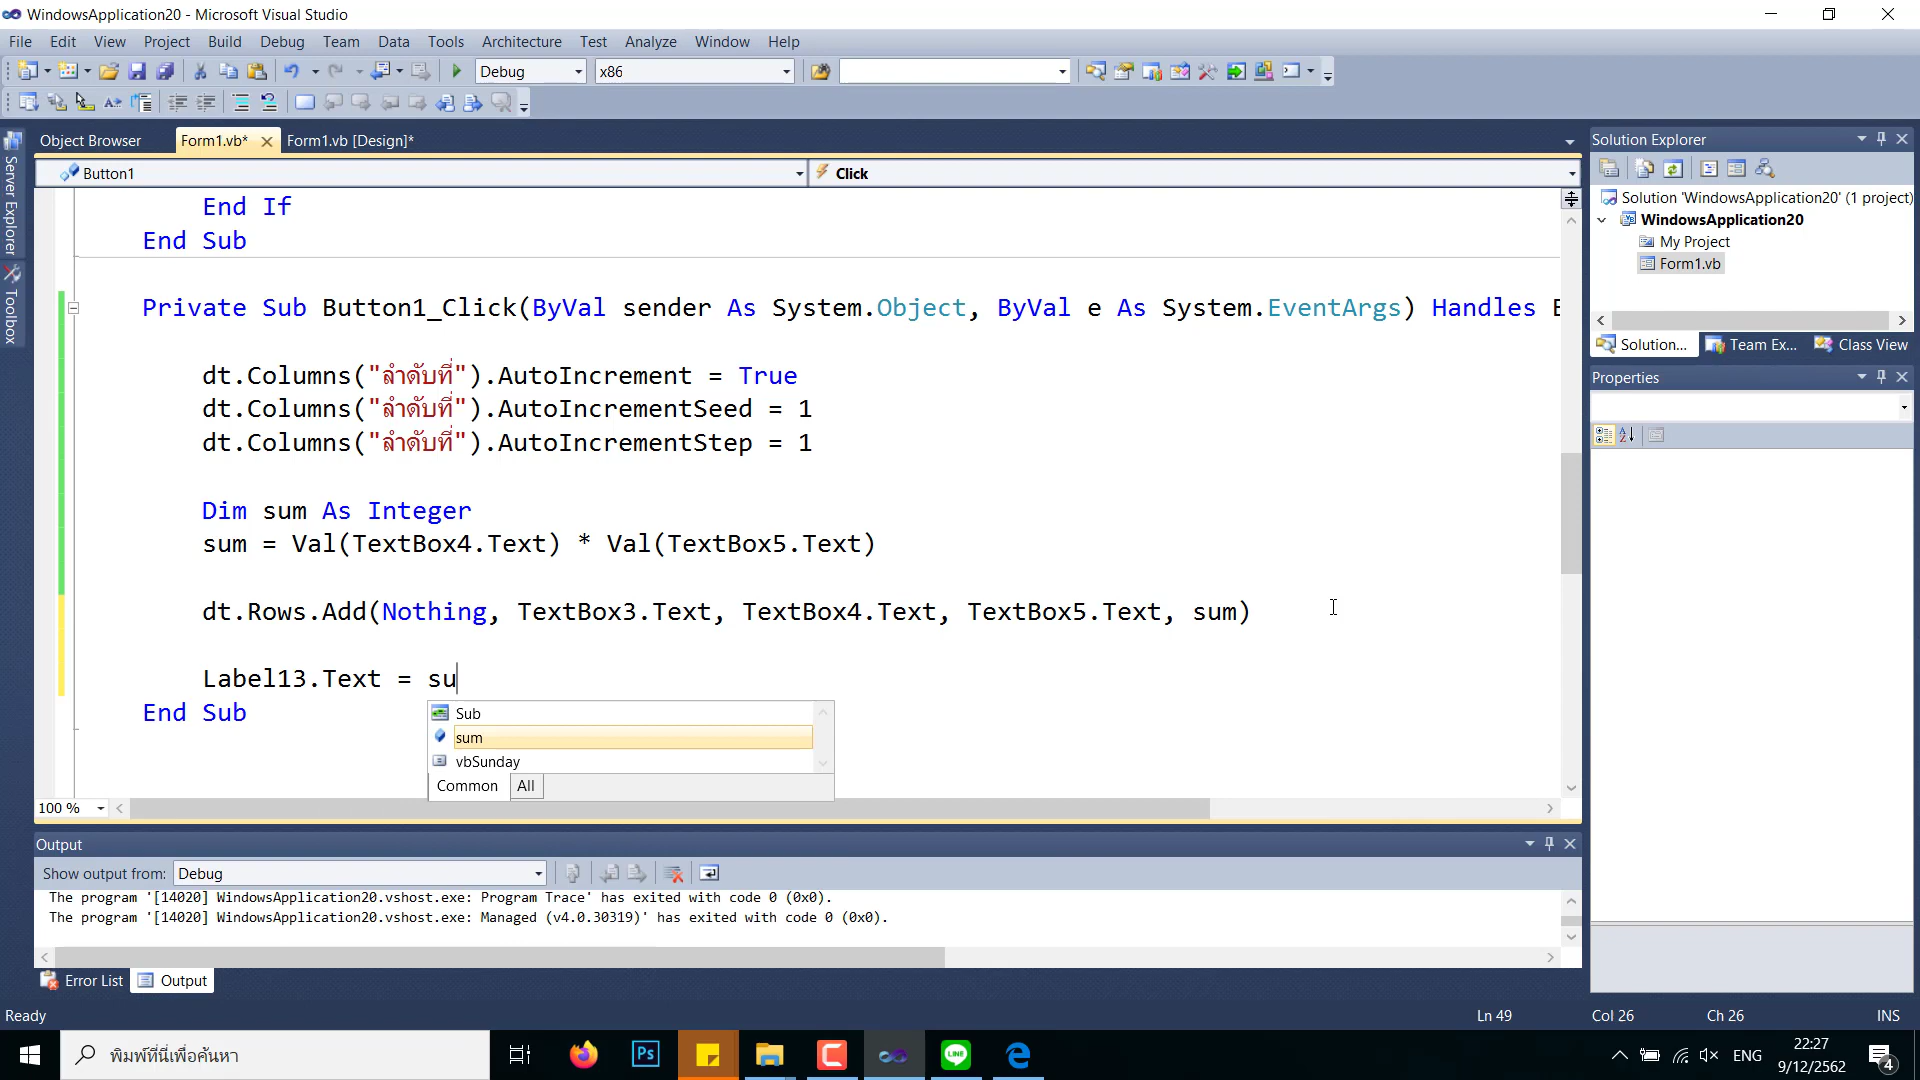 WindowsApplication20 - Microsoft Visual Studio
File Edit View Project Build Debug Team Data Tools Architecture Test Analyze Window Help
Debug x86
Server Explorer
Toolbox
Object Browser Form1.vb* Form1.vb [Design]*
Button1 Click
End If
End Sub
Private Sub Button1_Click(ByVal sender As System.Object, ByVal e As System.EventArgs) Handles B
dt.Columns("ลำดับที่").AutoIncrement = True
dt.Columns("ลำดับที่").AutoIncrementSeed = 1
dt.Columns("ลำดับที่").AutoIncrementStep = 1
Dim sum As Integer
sum = Val(TextBox4.Text) * Val(TextBox5.Text)
dt.Rows.Add(Nothing, TextBox3.Text, TextBox4.Text, TextBox5.Text, sum)
Label13.Text = su
End Sub
Sub
sum
vbSunday
Common All
100 %
Solution Explorer
Solution 'WindowsApplication20' (1 project)
WindowsApplication20
My Project
Form1.vb
Solution... Team Ex... Class View
Properties
Output
Show output from: Debug
The program '[14020] WindowsApplication20.vshost.exe: Program Trace' has exited with code 0 (0x0).
The program '[14020] WindowsApplication20.vshost.exe: Managed (v4.0.30319)' has exited with code 0 (0x0).
Error List Output
Ready Ln 49 Col 26 Ch 26 INS
พิมพ์ที่นี่เพื่อค้นหา
Ps
LINE
ENG
22:27
9/12/2562
4